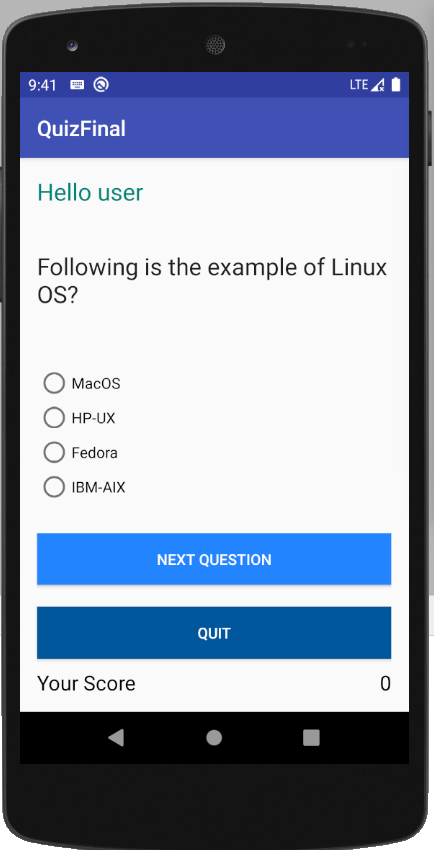 9:41 LTE
QuizFinal
Hello user
Following is the example of Linux
OS?
MacOS
HP-UX
Fedora
IBM-AIX
NEXT QUESTION
QUIT
Your Score 0